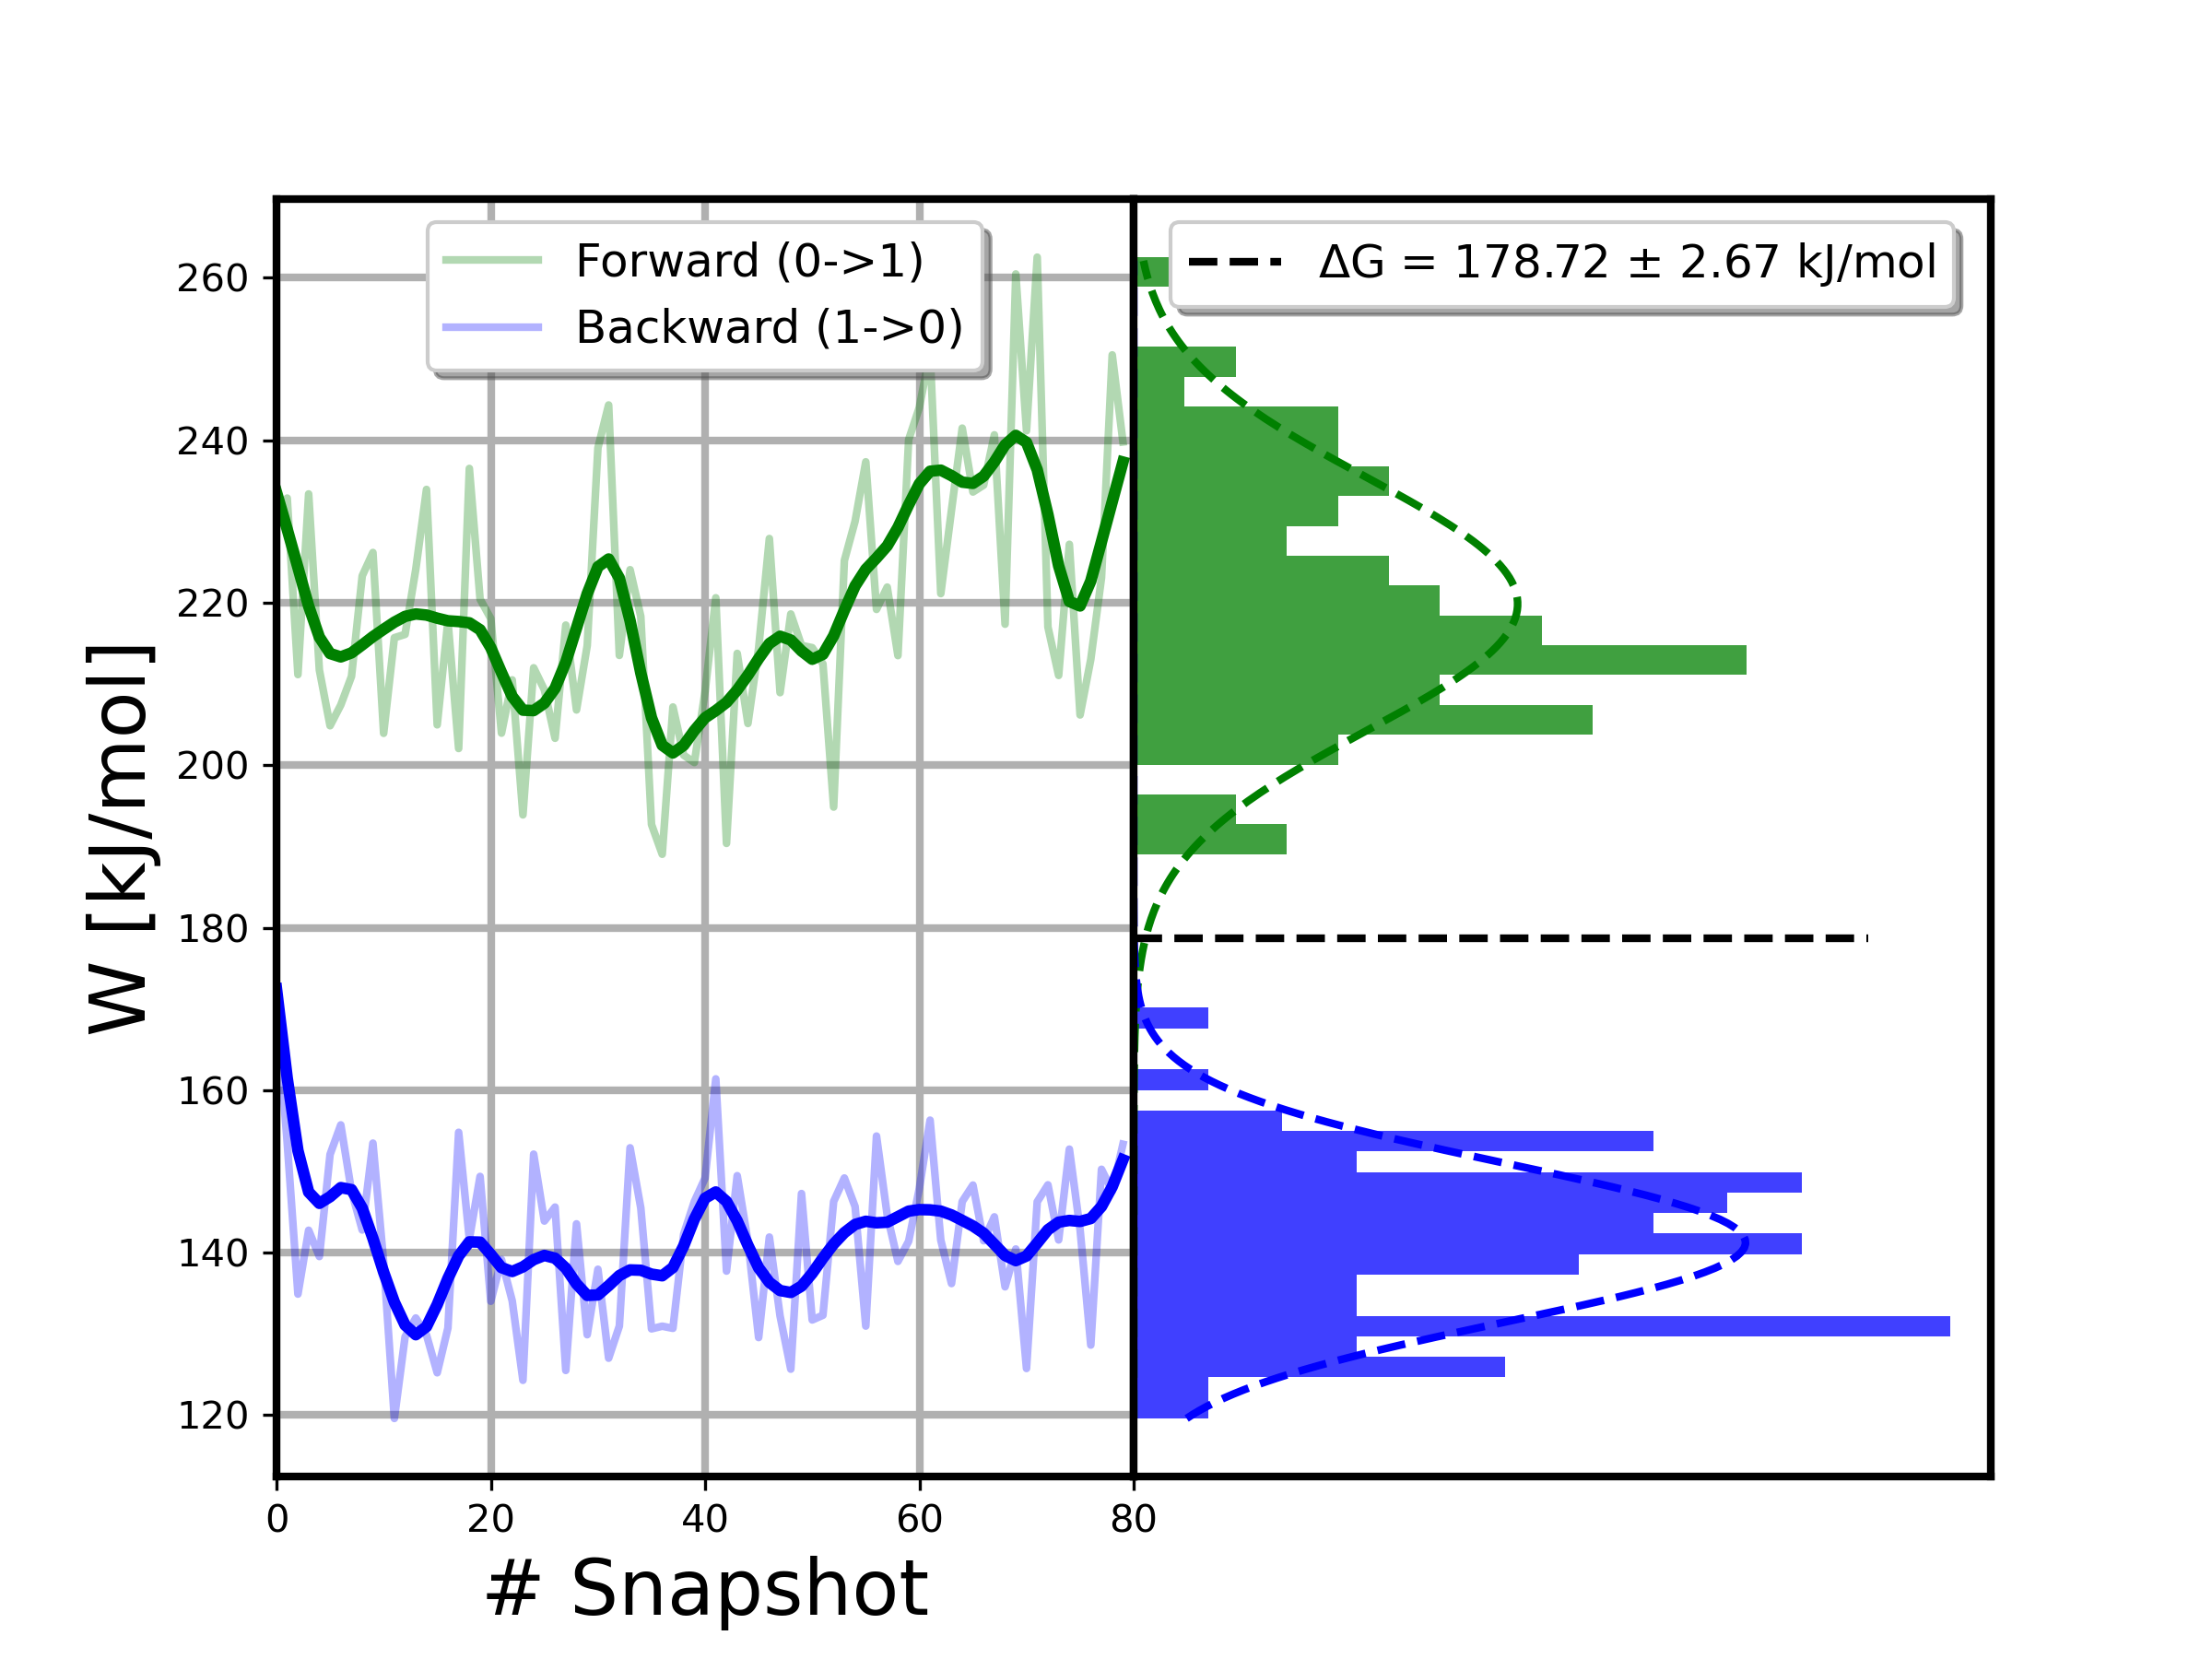 Forward (0->1)
Backward (1->0)
ΔG = 178.72 ± 2.67 kJ/mol
W [kJ/mol]
260
240
220
200
180
160
140
120
0 20 40 60 80
# Snapshot